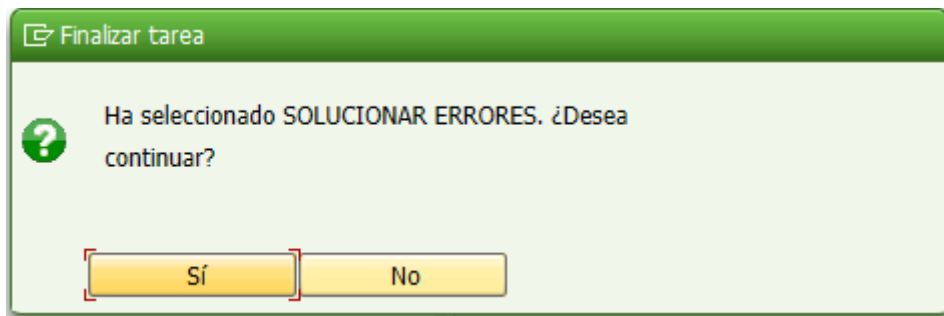 Finalizar tarea
Ha seleccionado SOLUCIONAR ERRORES. ¿Desea
continuar?
Sí No